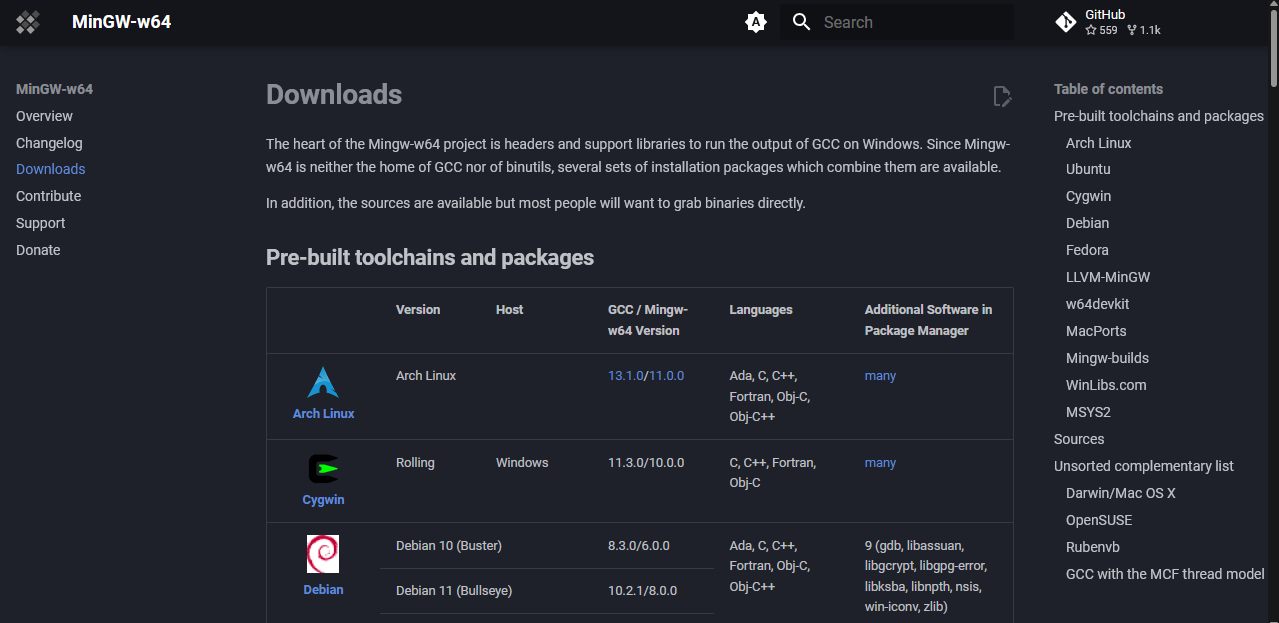 MinGW-w64
A
Search
GitHub
559 1.1k
MinGW-w64
Overview
Changelog
Downloads
Contribute
Support
Donate
Downloads
The heart of the Mingw-w64 project is headers and support libraries to run the output of GCC on Windows. Since Mingw-
w64 is neither the home of GCC nor of binutils, several sets of installation packages which combine them are available.
In addition, the sources are available but most people will want to grab binaries directly.
Pre-built toolchains and packages
Version
Host
GCC / Mingw-
w64 Version
Languages
Additional Software in
Package Manager
Arch Linux
Arch Linux
13.1.0/11.0.0
Ada, C, C++,
Fortran, Obj-C,
Obj-C++
many
Cygwin
Rolling
Windows
11.3.0/10.0.0
C, C++, Fortran,
Obj-C
many
Debian
Debian 10 (Buster)
8.3.0/6.0.0
Debian 11 (Bullseye)
10.2.1/8.0.0
Ada, C, C++,
Fortran, Obj-C,
Obj-C++
9 (gdb, libassuan,
libgcrypt, libgpg-error,
libksba, libnpth, nsis,
win-iconv, zlib)
Table of contents
Pre-built toolchains and packages
Arch Linux
Ubuntu
Cygwin
Debian
Fedora
LLVM-MinGW
w64devkit
MacPorts
Mingw-builds
WinLibs.com
MSYS2
Sources
Unsorted complementary list
Darwin/Mac OS X
OpenSUSE
Rubenvb
GCC with the MCF thread model